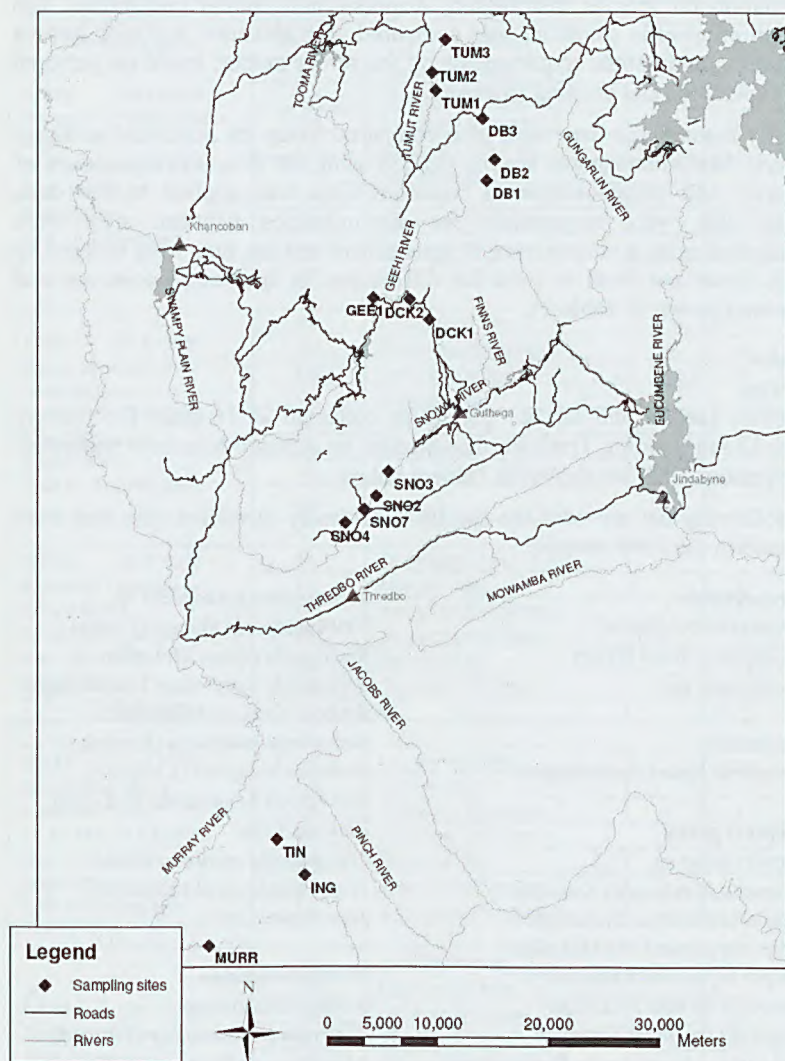 TUM3
TOOMA RIVER
TUM2
TUMUT RIVER
TUM1
DB3
GUNGARLIN RIVER
DB2
DB1
Khancoban
GEEHI RIVER
SWAMPY PLAIN RIVER
GEE1
DCK2
FINNS RIVER
DCK1
EUCUMBENE RIVER
SNOWY RIVER
Guthega
SNO3
Jindabyne
SNO2
SNO7
SNO4
THREDBO RIVER
MOWAMBA RIVER
Thredbo
JACOBS RIVER
MURRAY RIVER
PINCH RIVER
TIN
ING
MURR
Legend
Sampling sites
Roads
Rivers
N
0 5,000 10,000 20,000 30,000 Meters